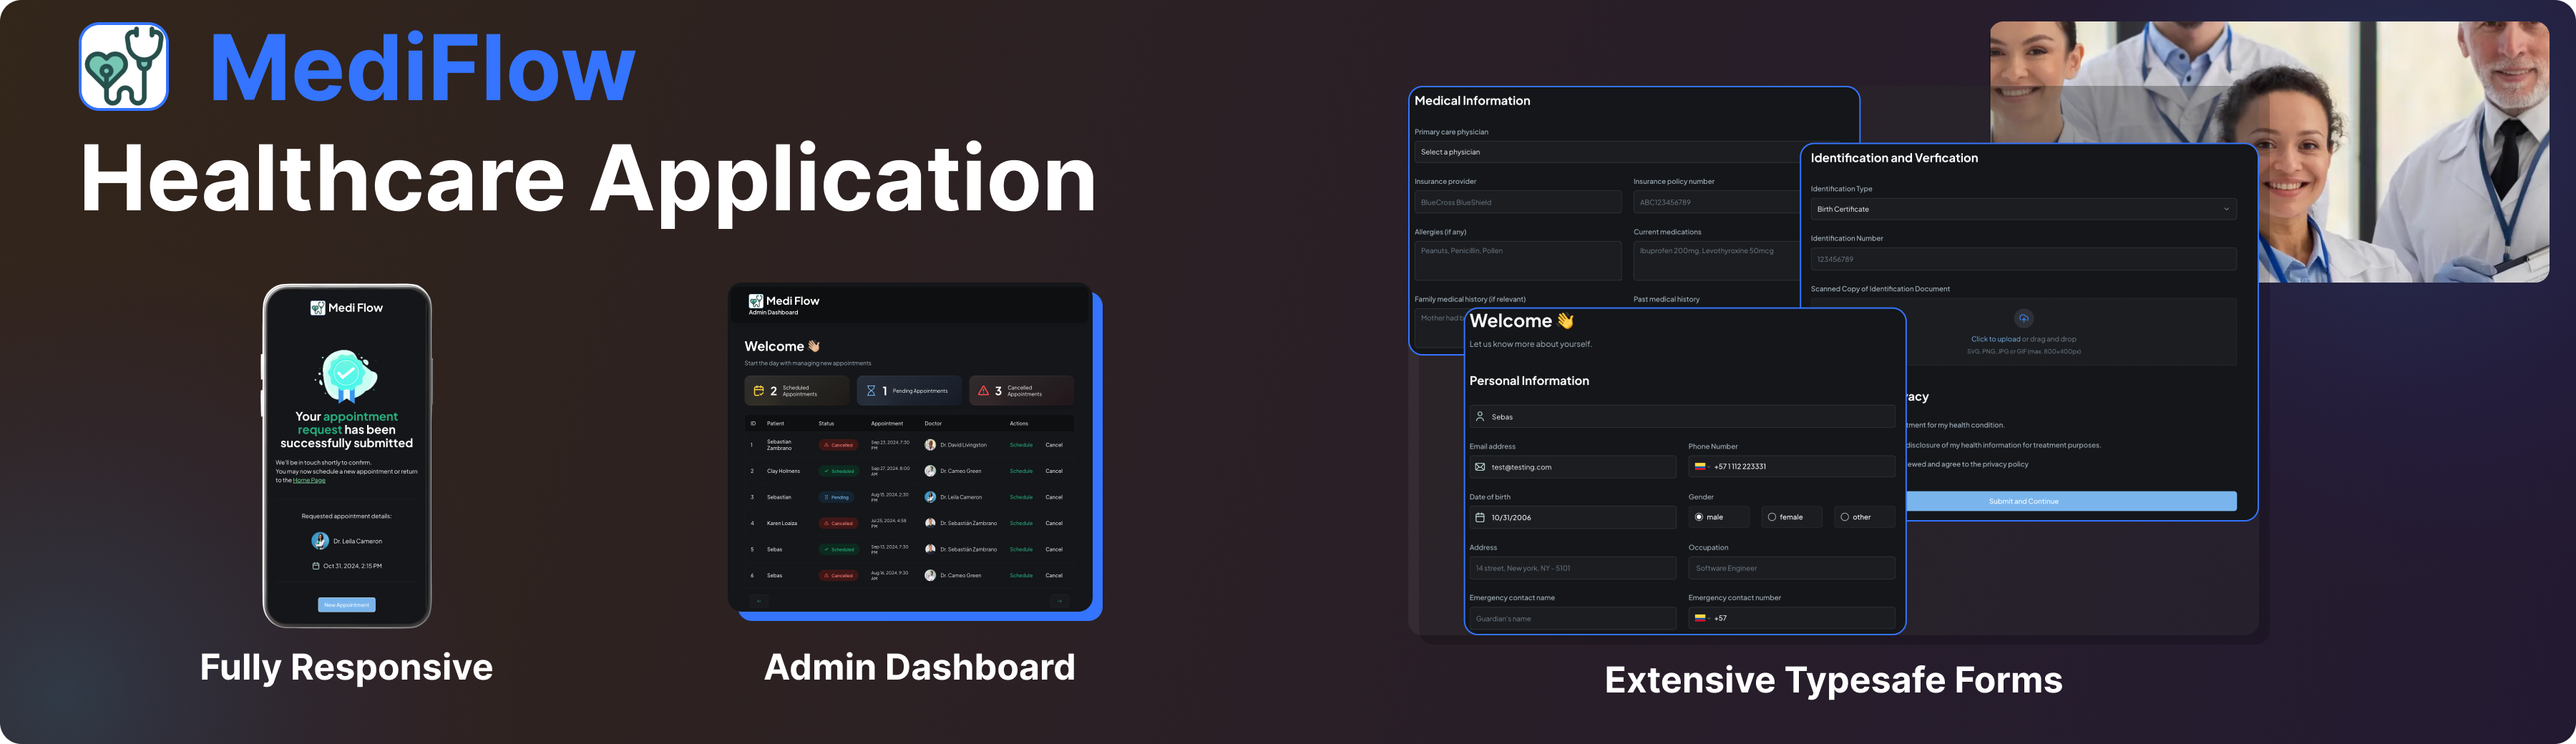 MediFlow
Healthcare Application
Medi Flow
Your appointment
request has been
successfully submitted
We'll be in touch shortly to confirm.
You may now schedule a new appointment or return
to the Home Page
Requested appointment details:
Dr. Leila Cameron
Oct 31, 2024, 2:15 PM
New Appointment
Fully Responsive
Medi Flow
Admin Dashboard
Welcome 👋🏼
Start the day with managing new appointments
2 Scheduled Appointments
1 Pending Appointments
3 Cancelled Appointments
ID Patient Status Appointment Doctor Actions
1 Sebastian Zambrano Cancelled Sep 23, 2024, 7:30 PM Dr. David Livingston Schedule Cancel
2 Clay Holmens Scheduled Sep 27, 2024, 8:00 AM Dr. Cameo Green Schedule Cancel
3 Sebastian Pending Aug 15, 2024, 2:30 PM Dr. Leila Cameron Schedule Cancel
4 Karen Loaiza Cancelled Jul 25, 2024, 4:58 PM Dr. Sebastián Zambrano Schedule Cancel
5 Sebas Scheduled Sep 13, 2024, 7:30 PM Dr. Sebastián Zambrano Schedule Cancel
6 Sebas Cancelled Aug 16, 2024, 9:30 AM Dr. Cameo Green Schedule Cancel
Admin Dashboard
Medical Information
Primary care physician
Select a physician
Insurance provider
Insurance policy number
BlueCross BlueShield
ABC123456789
Allergies (if any)
Current medications
Peanuts, Penicillin, Pollen
Ibuprofen 200mg, Levothyroxine 50mcg
Family medical history (if relevant)
Past medical history
Mother had
Identification and Verfication
Identification Type
Birth Certificate
Identification Number
123456789
Scanned Copy of Identification Document
Click to upload or drag and drop
SVG, PNG, JPG or GIF (max. 800x400px)
acy
tment for my health condition.
disclosure of my health information for treatment purposes.
ewed and agree to the privacy policy
Submit and Continue
Welcome 👋
Let us know more about yourself.
Personal Information
Sebas
Email address
Phone Number
test@testing.com
+57 1 112 223331
Date of birth
Gender
10/31/2006
male
female
other
Address
Occupation
14 street, New york, NY - 5101
Software Engineer
Emergency contact name
Emergency contact number
Guardian's name
+57
Extensive Typesafe Forms